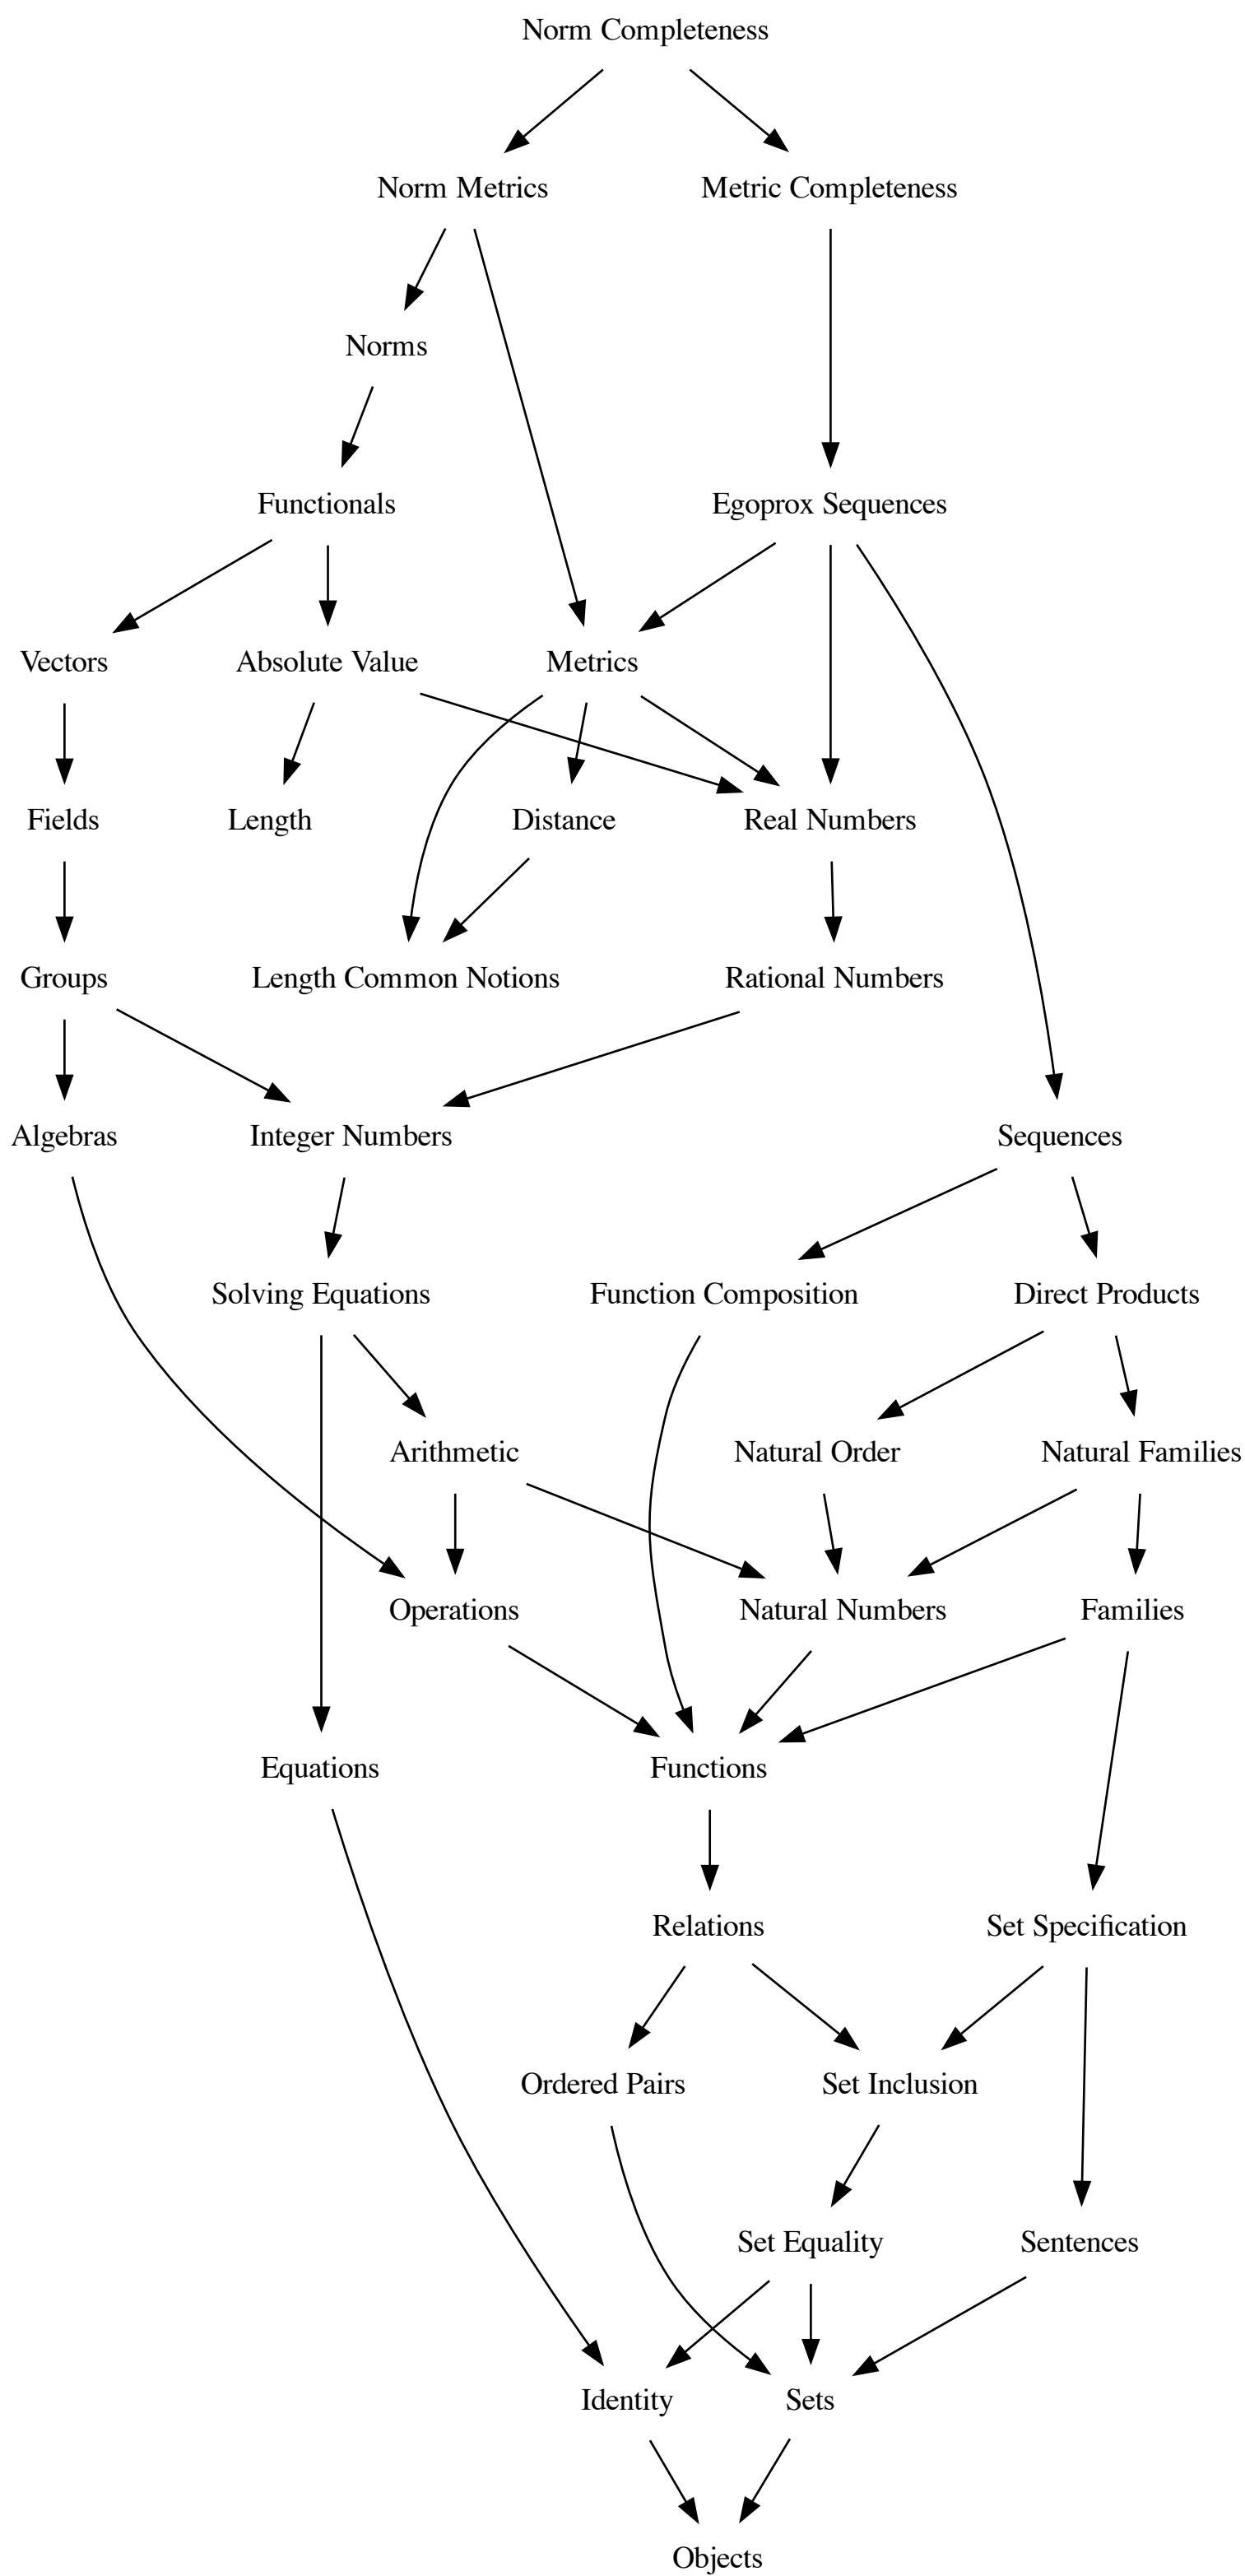 Norm Completeness
Norm Metrics
Metric Completeness
Norms
Functionals
Egoprox Sequences
Vectors
Absolute Value
Metrics
Fields
Length
Distance
Real Numbers
Groups
Length Common Notions
Rational Numbers
Algebras
Integer Numbers
Sequences
Solving Equations
Function Composition
Direct Products
Arithmetic
Natural Order
Natural Families
Operations
Natural Numbers
Families
Equations
Functions
Relations
Set Specification
Ordered Pairs
Set Inclusion
Set Equality
Sentences
Identity
Sets
Objects